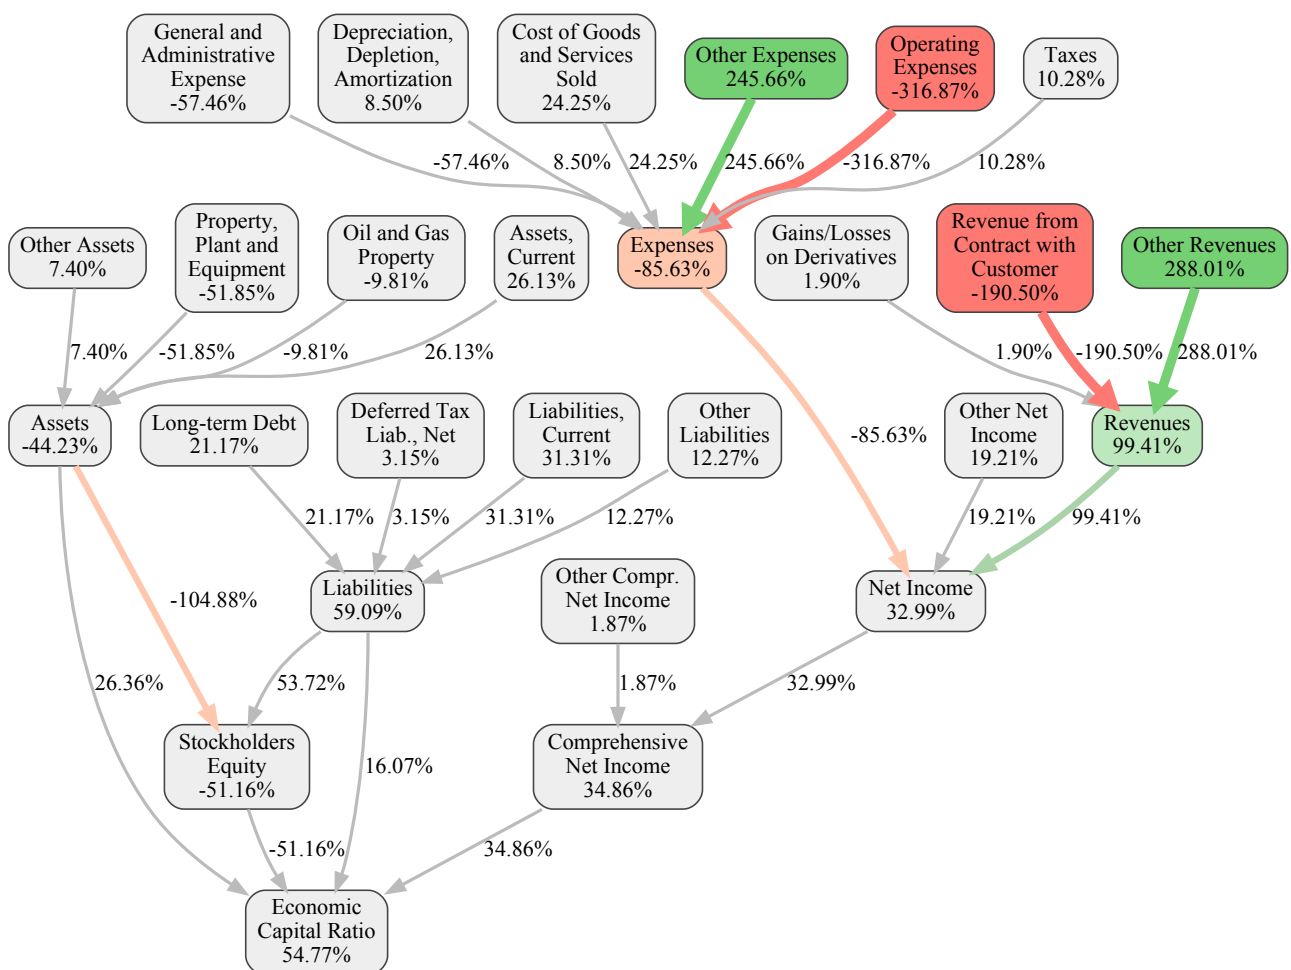 General and
Administrative
Expense
-57.46%
Depreciation,
Depletion,
Amortization
8.50%
Cost of Goods
and Services
Sold
24.25%
Other Expenses
245.66%
Operating
Expenses
-316.87%
Taxes
10.28%
-57.46%
8.50%
24.25%
245.66%
-316.87%
10.28%
Other Assets
7.40%
Property,
Plant and
Equipment
-51.85%
Oil and Gas
Property
-9.81%
Assets,
Current
26.13%
Expenses
-85.63%
Gains/Losses
on Derivatives
1.90%
Revenue from
Contract with
Customer
-190.50%
Other Revenues
288.01%
7.40%
-51.85%
-9.81%
26.13%
1.90%
-190.50%
288.01%
Assets
-44.23%
Long-term Debt
21.17%
Deferred Tax
Liab., Net
3.15%
Liabilities,
Current
31.31%
Other
Liabilities
12.27%
-85.63%
Other Net
Income
19.21%
Revenues
99.41%
21.17%
3.15%
31.31%
12.27%
19.21%
99.41%
-104.88%
Liabilities
59.09%
Other Compr.
Net Income
1.87%
Net Income
32.99%
26.36%
53.72%
1.87%
32.99%
Stockholders
Equity
-51.16%
16.07%
Comprehensive
Net Income
34.86%
-51.16%
34.86%
Economic
Capital Ratio
54.77%